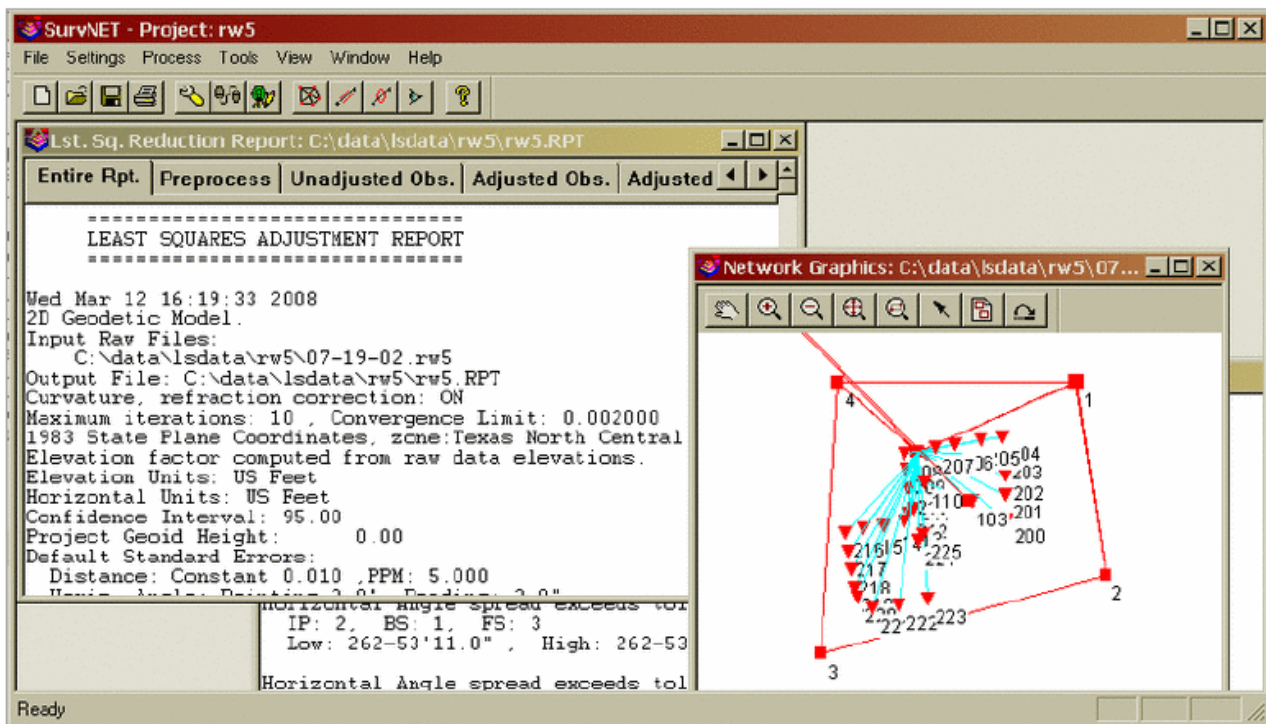 SurvNET - Project: rw5
File Settings Process Tools View Window Help
Lst. Sq. Reduction Report: C:\data\lsdata\rw5\rw5.RPT
Entire Rpt. Preprocess Unadjusted Obs. Adjusted Obs. Adjusted
===============================
LEAST SQUARES ADJUSTMENT REPORT
===============================
Wed Mar 12 16:19:33 2008
2D Geodetic Model.
Input Raw Files:
C:\data\lsdata\rw5\07-19-02.rw5
Output File: C:\data\lsdata\rw5\rw5.RPT
Curvature, refraction correction: ON
Maximum iterations: 10 , Convergence Limit: 0.002000
1983 State Plane Coordinates, zone:Texas North Central
Elevation factor computed from raw data elevations.
Elevation Units: US Feet
Horizontal Units: US Feet
Confidence Interval: 95.00
Project Geoid Height: 0.00
Default Standard Errors:
Distance: Constant 0.010 ,PPM: 5.000
Horizontal Angle spread exceeds tol
IP: 2, BS: 1, FS: 3
Low: 262-53'11.0" , High: 262-53
Horizontal Angle spread exceeds tol
Network Graphics: C:\data\lsdata\rw5\07...
4
1
207
203
202
110
103
201
200
216
225
217
218
2
222
223
3
Ready